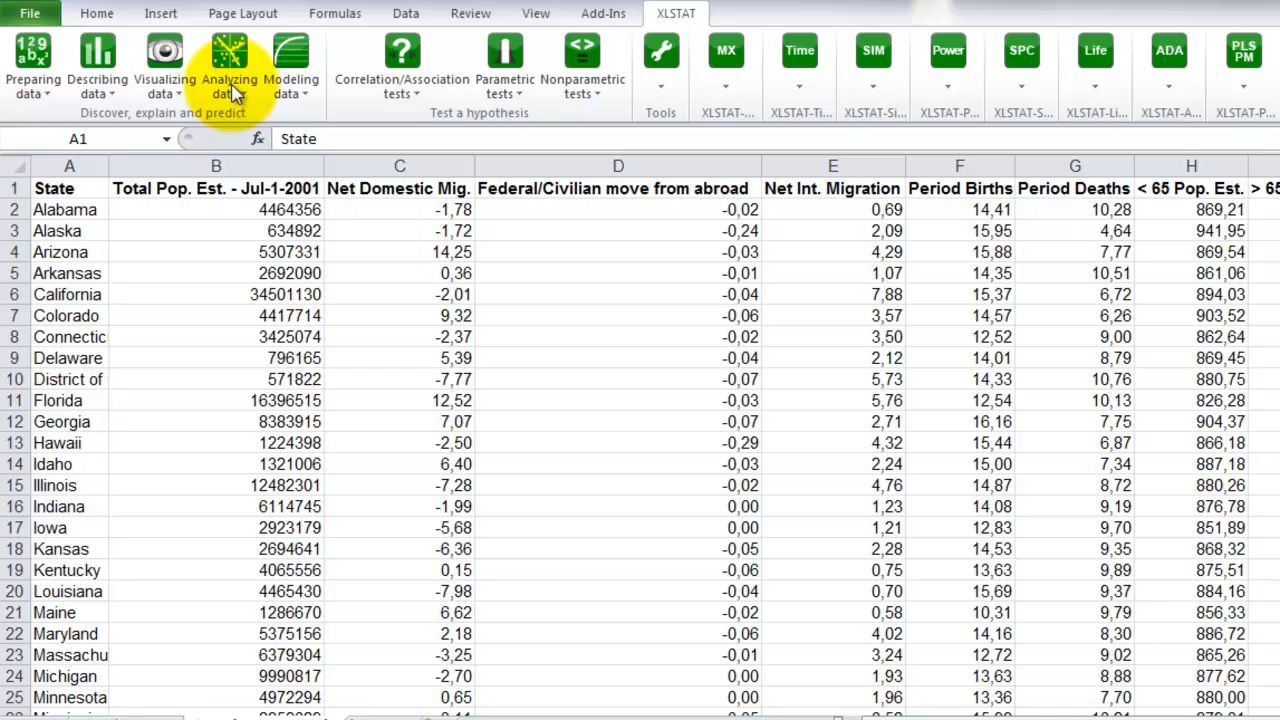 File Home Insert Page Layout Formulas Data Review View Add-Ins XLSTAT
129 abx² ? <> MX Time SIM Power SPC Life ADA PLS PM
Preparing data Describing data Visualizing data Analyzing data Modeling data Correlation/Association tests Parametric tests Nonparametric tests
Discover, explain and predict Test a hypothesis Tools XLSTAT-... XLSTAT-Ti... XLSTAT-Si... XLSTAT-P... XLSTAT-S... XLSTAT-Li... XLSTAT-A... XLSTAT-P...
A1 fx State
A B C D E F G H
1 State Total Pop. Est. - Jul-1-2001 Net Domestic Mig. Federal/Civilian move from abroad Net Int. Migration Period Births Period Deaths < 65 Pop. Est. > 65
2 Alabama 4464356 -1,78 -0,02 0,69 14,41 10,28 869,21
3 Alaska 634892 -1,72 -0,24 2,09 15,95 4,64 941,95
4 Arizona 5307331 14,25 -0,03 4,29 15,88 7,77 869,54
5 Arkansas 2692090 0,36 -0,01 1,07 14,35 10,51 861,06
6 California 34501130 -2,01 -0,04 7,88 15,37 6,72 894,03
7 Colorado 4417714 9,32 -0,06 3,57 14,57 6,26 903,52
8 Connectic 3425074 -2,37 -0,02 3,50 12,52 9,00 862,64
9 Delaware 796165 5,39 -0,04 2,12 14,01 8,79 869,45
10 District of 571822 -7,77 -0,07 5,73 14,33 10,76 880,75
11 Florida 16396515 12,52 -0,03 5,76 12,54 10,13 826,28
12 Georgia 8383915 7,07 -0,07 2,71 16,16 7,75 904,37
13 Hawaii 1224398 -2,50 -0,29 4,32 15,44 6,87 866,18
14 Idaho 1321006 6,40 -0,03 2,24 15,00 7,34 887,18
15 Illinois 12482301 -7,28 -0,02 4,76 14,87 8,72 880,26
16 Indiana 6114745 -1,99 0,00 1,23 14,08 9,19 876,78
17 Iowa 2923179 -5,68 0,00 1,21 12,83 9,70 851,89
18 Kansas 2694641 -6,36 -0,05 2,28 14,53 9,35 868,32
19 Kentucky 4065556 0,15 -0,06 0,75 13,63 9,89 875,51
20 Louisiana 4465430 -7,98 -0,04 0,70 15,69 9,37 884,16
21 Maine 1286670 6,62 -0,02 0,58 10,31 9,79 856,33
22 Maryland 5375156 2,18 -0,06 4,02 14,16 8,30 886,72
23 Massachu 6379304 -3,25 -0,01 3,24 12,72 9,02 865,26
24 Michigan 9990817 -2,70 0,00 1,93 13,63 8,88 877,62
25 Minnesota 4972294 0,65 0,00 1,96 13,36 7,70 880,00